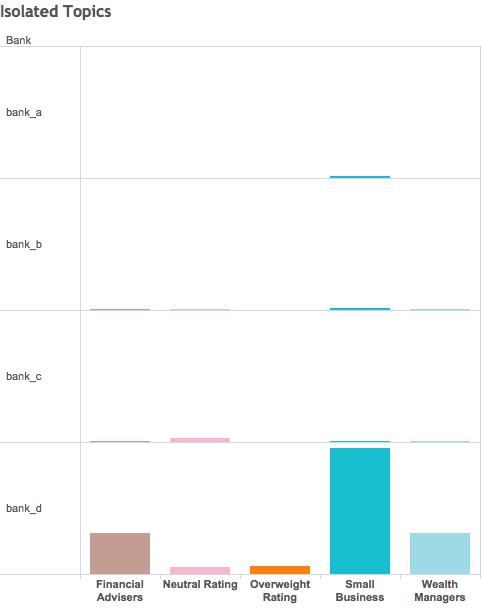 Isolated Topics
Bank
bank_a
bank_b
bank_c
bank_d
Financial Advisers
Neutral Rating
Overweight Rating
Small Business
Wealth Managers